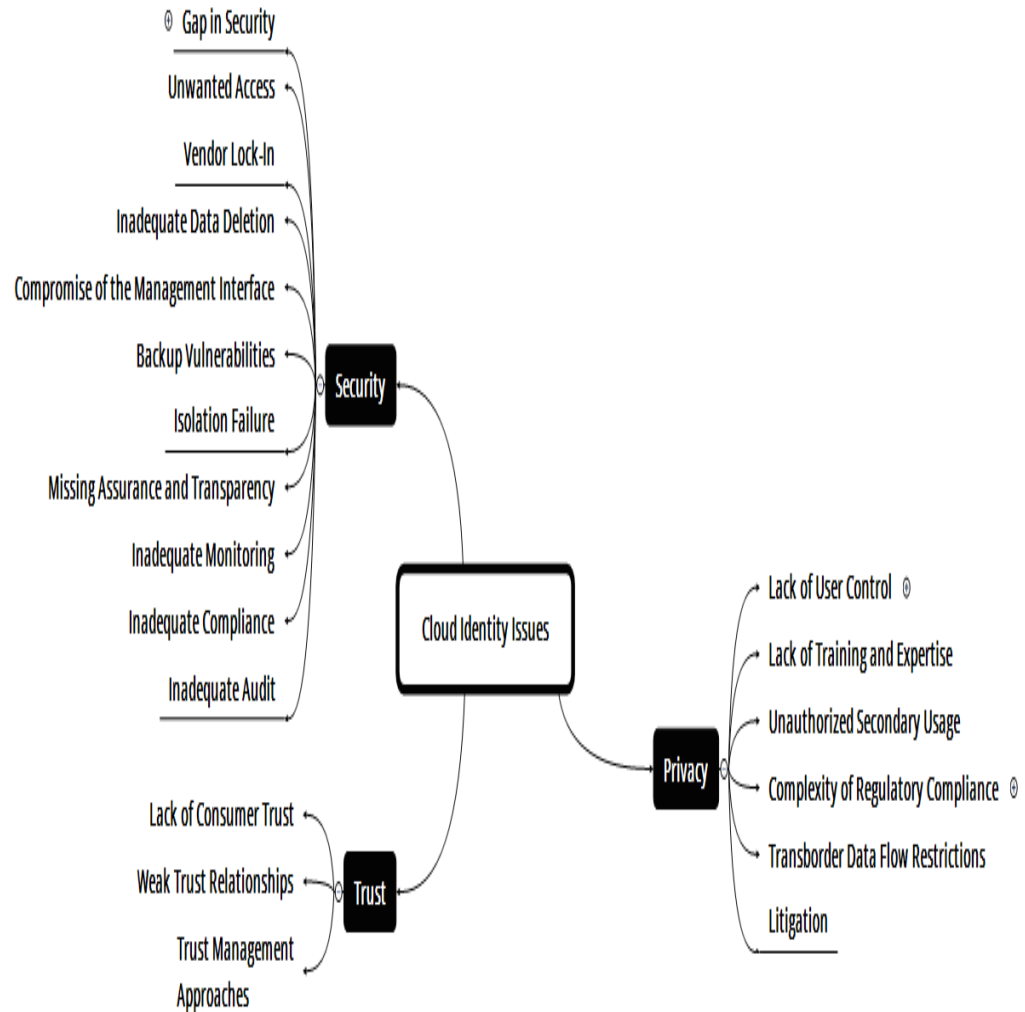 Gap in Security
Unwanted Access
Vendor Lock-In
Inadequate Data Deletion
Compromise of the Management Interface
Backup Vulnerabilities
Isolation Failure
Missing Assurance and Transparency
Inadequate Monitoring
Inadequate Compliance
Inadequate Audit
Security
Cloud Identity Issues
Lack of User Control
Lack of Training and Expertise
Unauthorized Secondary Usage
Complexity of Regulatory Compliance
Transborder Data Flow Restrictions
Litigation
Privacy
Lack of Consumer Trust
Weak Trust Relationships
Trust Management
Approaches
Trust